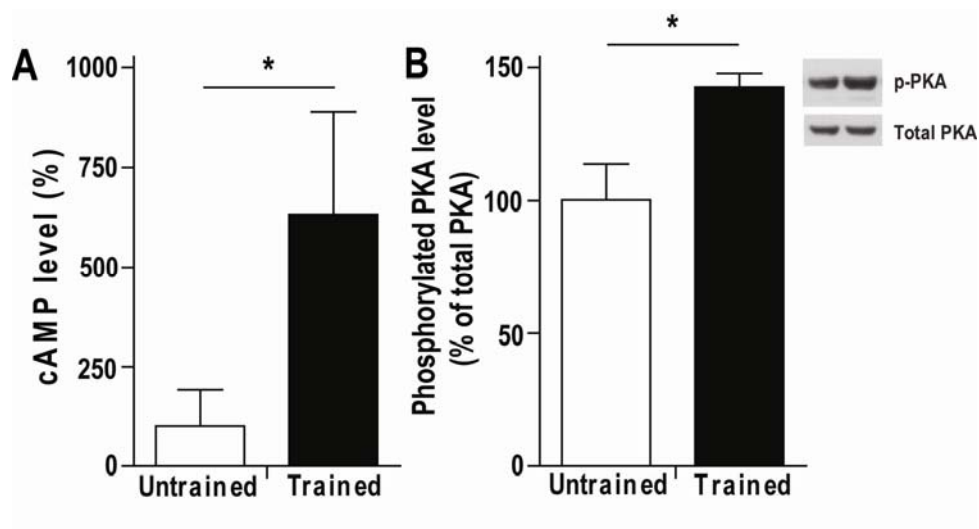 A
cAMP level (%)
*
1000
750
500
250
0
Untrained
Trained
B
Phosphorylated PKA level
(% of total PKA)
*
150
100
50
0
Untrained
Trained
p-PKA
Total PKA